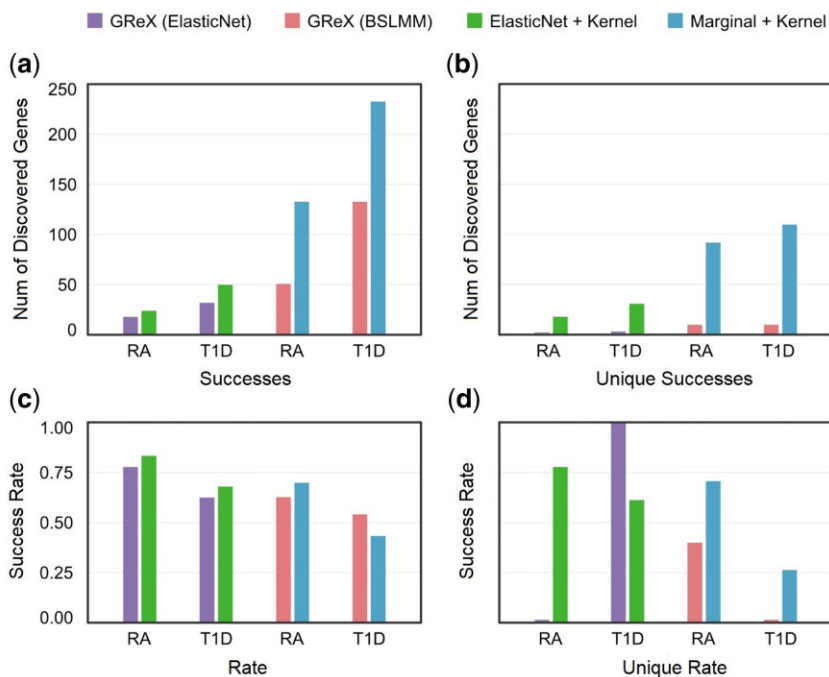 GReX (ElasticNet) GReX (BSLMM) ElasticNet + Kernel Marginal + Kernel
(a)
Num of Discovered Genes
250
200
150
100
50
0
RA T1D RA T1D
Successes
(b)
Num of Discovered Genes
RA T1D RA T1D
Unique Successes
(c)
Success Rate
1.00
0.75
0.50
0.25
0.00
RA T1D RA T1D
Rate
(d)
Success Rate
RA T1D RA T1D
Unique Rate